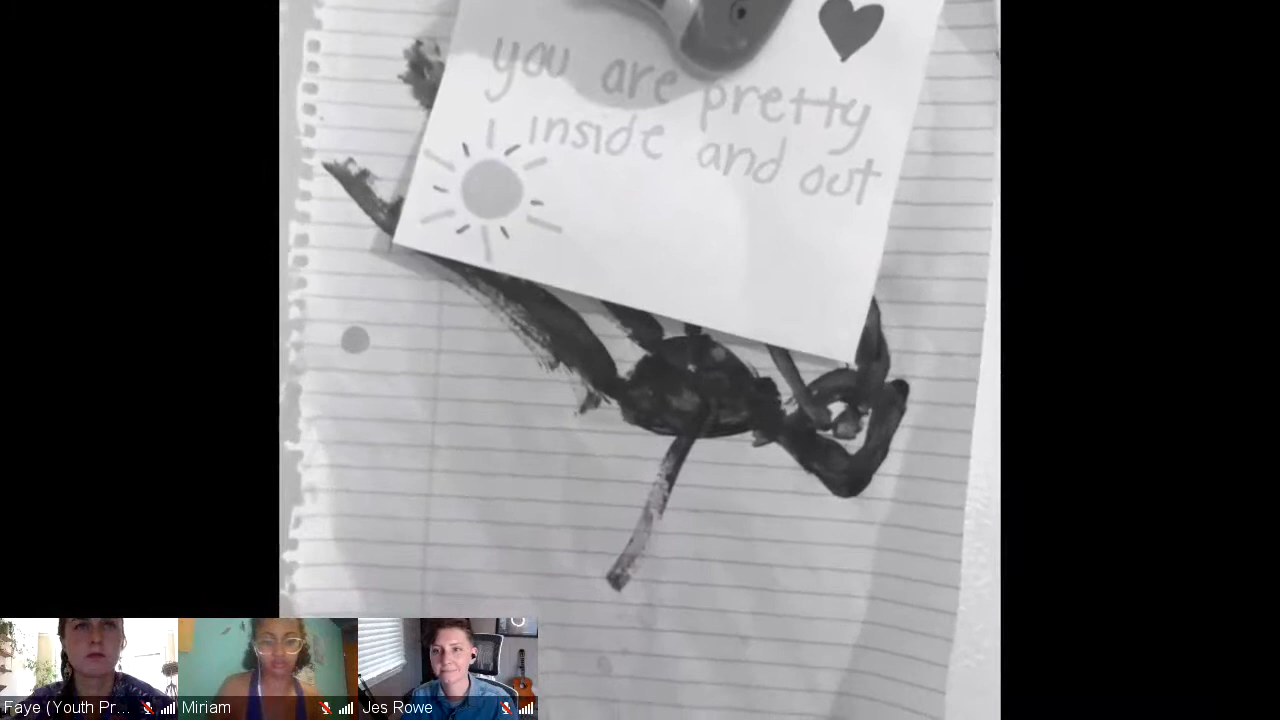 you are pretty
inside and out
Faye (Youth Pr...
Miriam
Jes Rowe